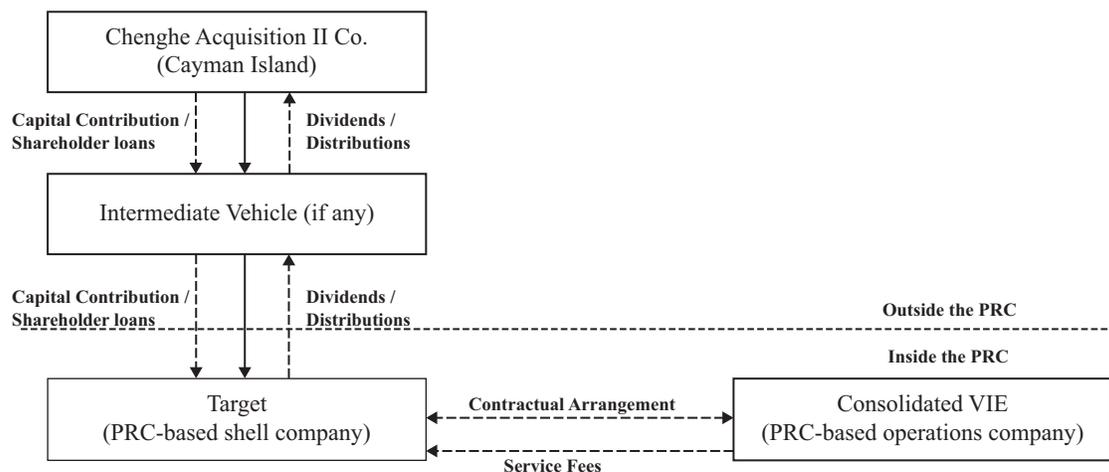 Chenghe Acquisition II Co.
(Cayman Island)
Capital Contribution /
Shareholder loans
Dividends /
Distributions
Intermediate Vehicle (if any)
Capital Contribution /
Shareholder loans
Dividends /
Distributions
Outside the PRC
Inside the PRC
Target
(PRC-based shell company)
Contractual Arrangement
Service Fees
Consolidated VIE
(PRC-based operations company)